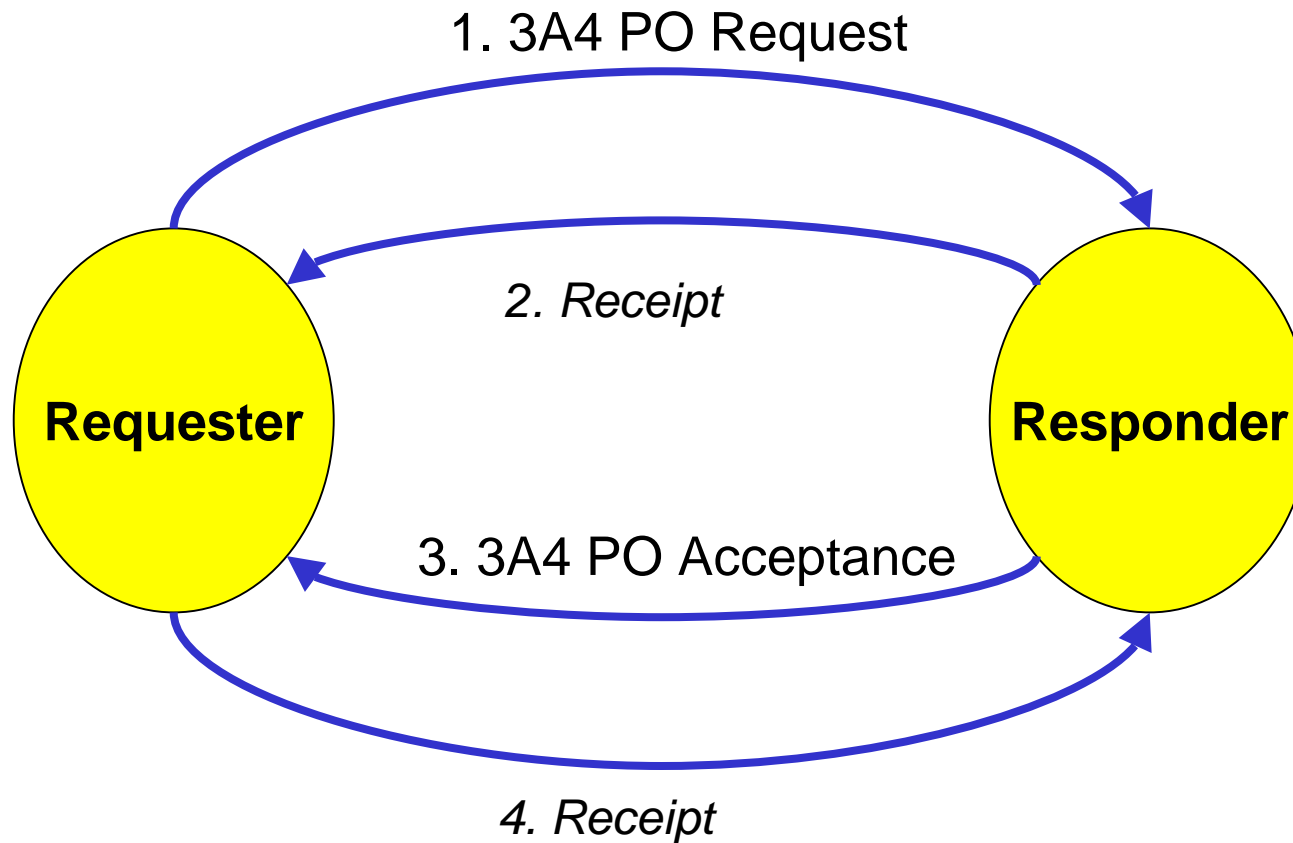 1. 3A4 PO Request
2. Receipt
Requester
Responder
3. 3A4 PO Acceptance
4. Receipt